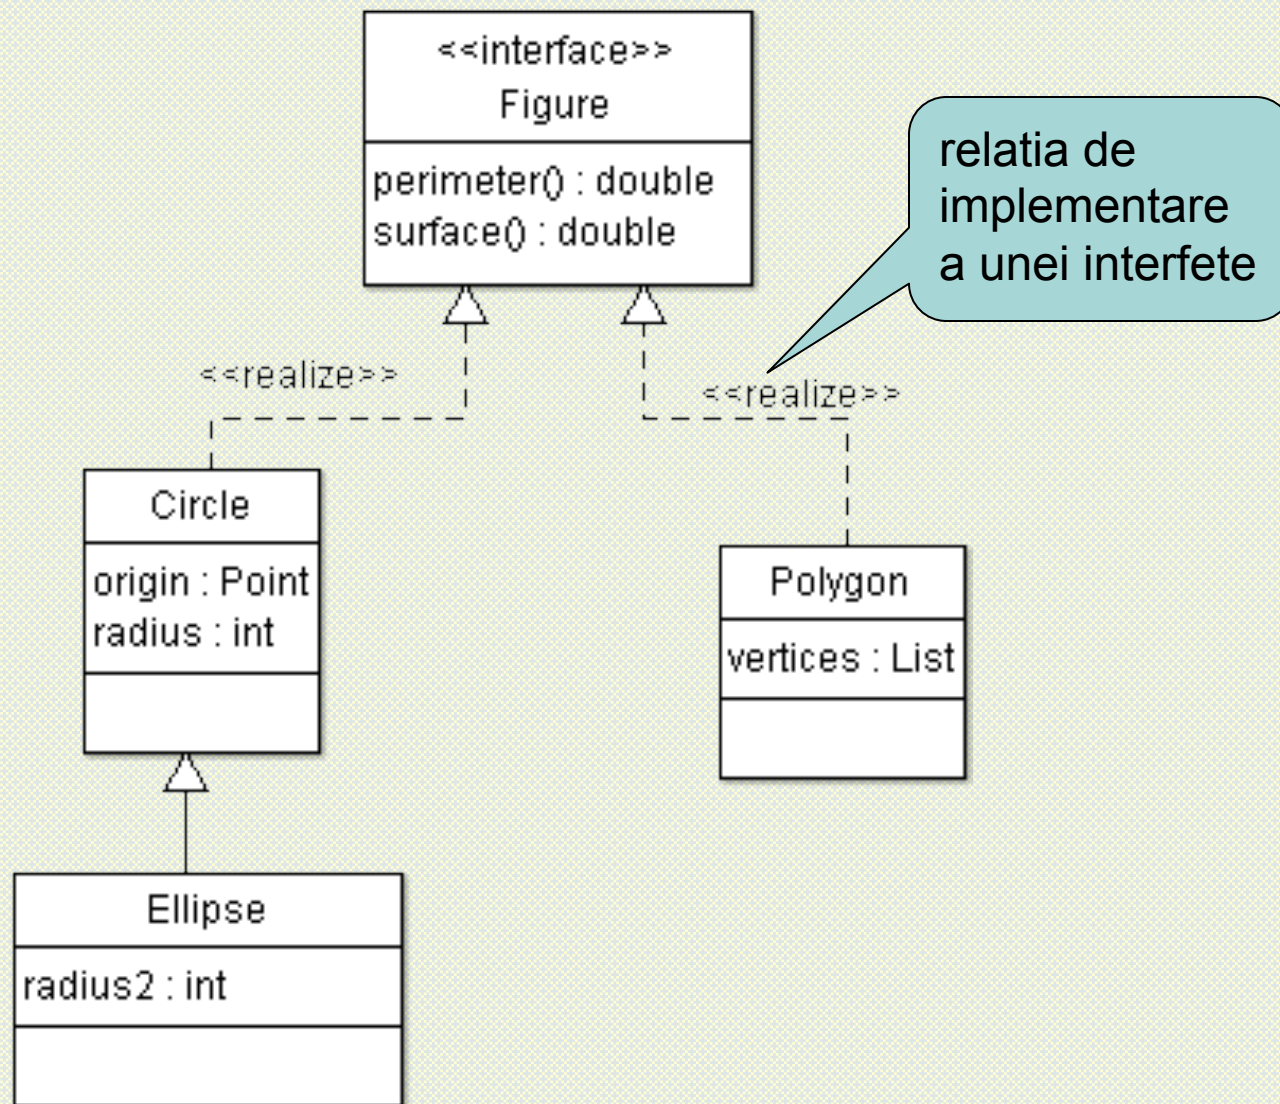 <<interface>>
Figure
perimeter() : double
surface() : double
relatia de
implementare
a unei interfete
<<realize>>
<<realize>>
Circle
origin : Point
radius : int
Polygon
vertices : List
Ellipse
radius2 : int